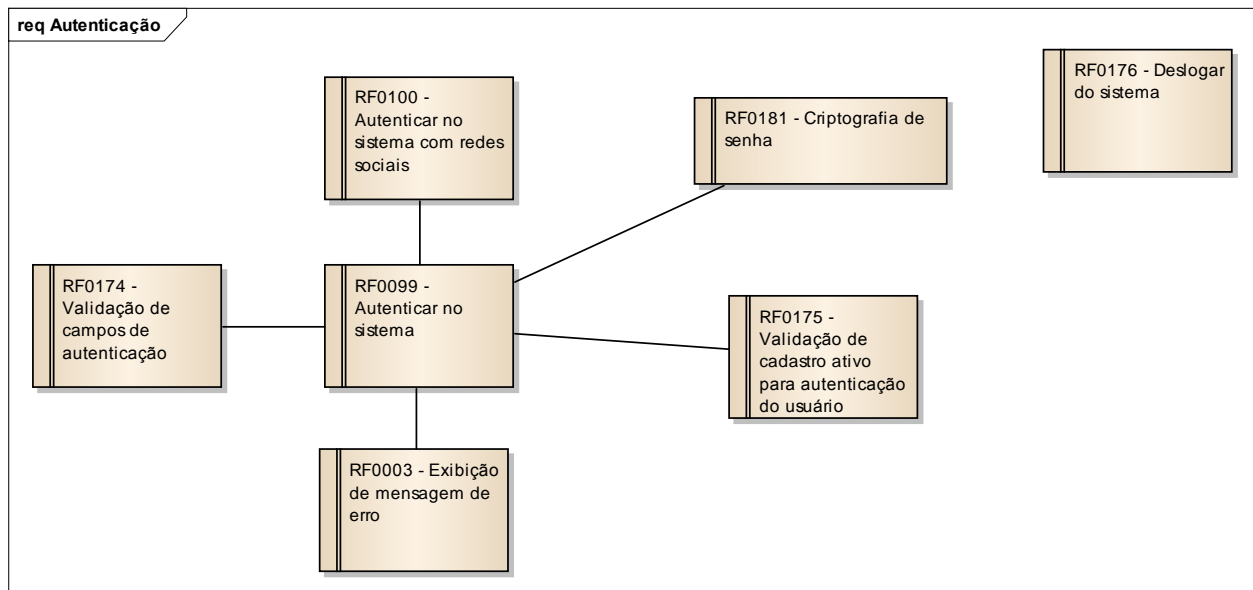 req Autenticação
RF0100 -
Autenticar no
sistema com redes
sociais
RF0181 - Criptografia de
senha
RF0176 - Deslogar
do sistema
RF0174 -
Validação de
campos de
autenticação
RF0099 -
Autenticar no
sistema
RF0175 -
Validação de
cadastro ativo
para autenticação
do usuário
RF0003 - Exibição
de mensagem de
erro